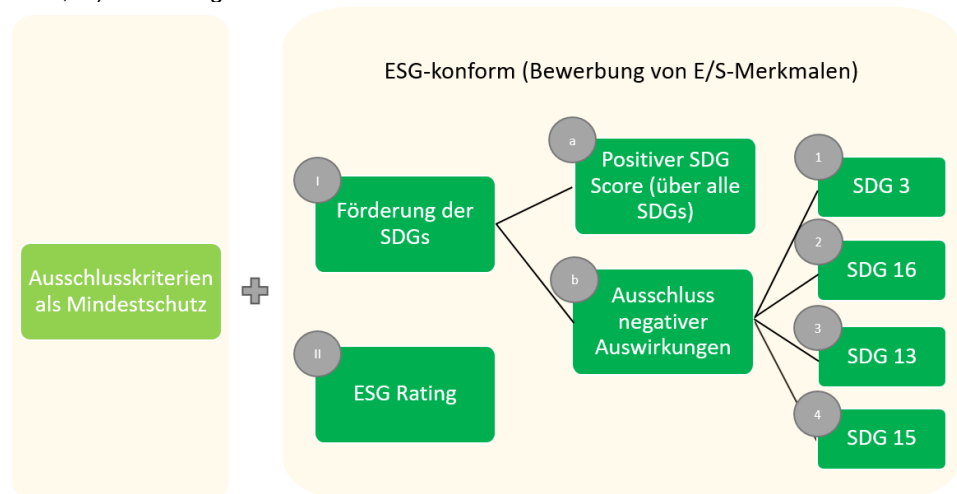 ESG-konform (Bewerbung von E/S-Merkmalen)
Ausschlusskriterien
als Mindestschutz
I
Förderung der
SDGs
II
ESG Rating
a
Positiver SDG
Score (über alle
SDGs)
b
Ausschluss
negativer
Auswirkungen
1
SDG 3
2
SDG 16
3
SDG 13
4
SDG 15